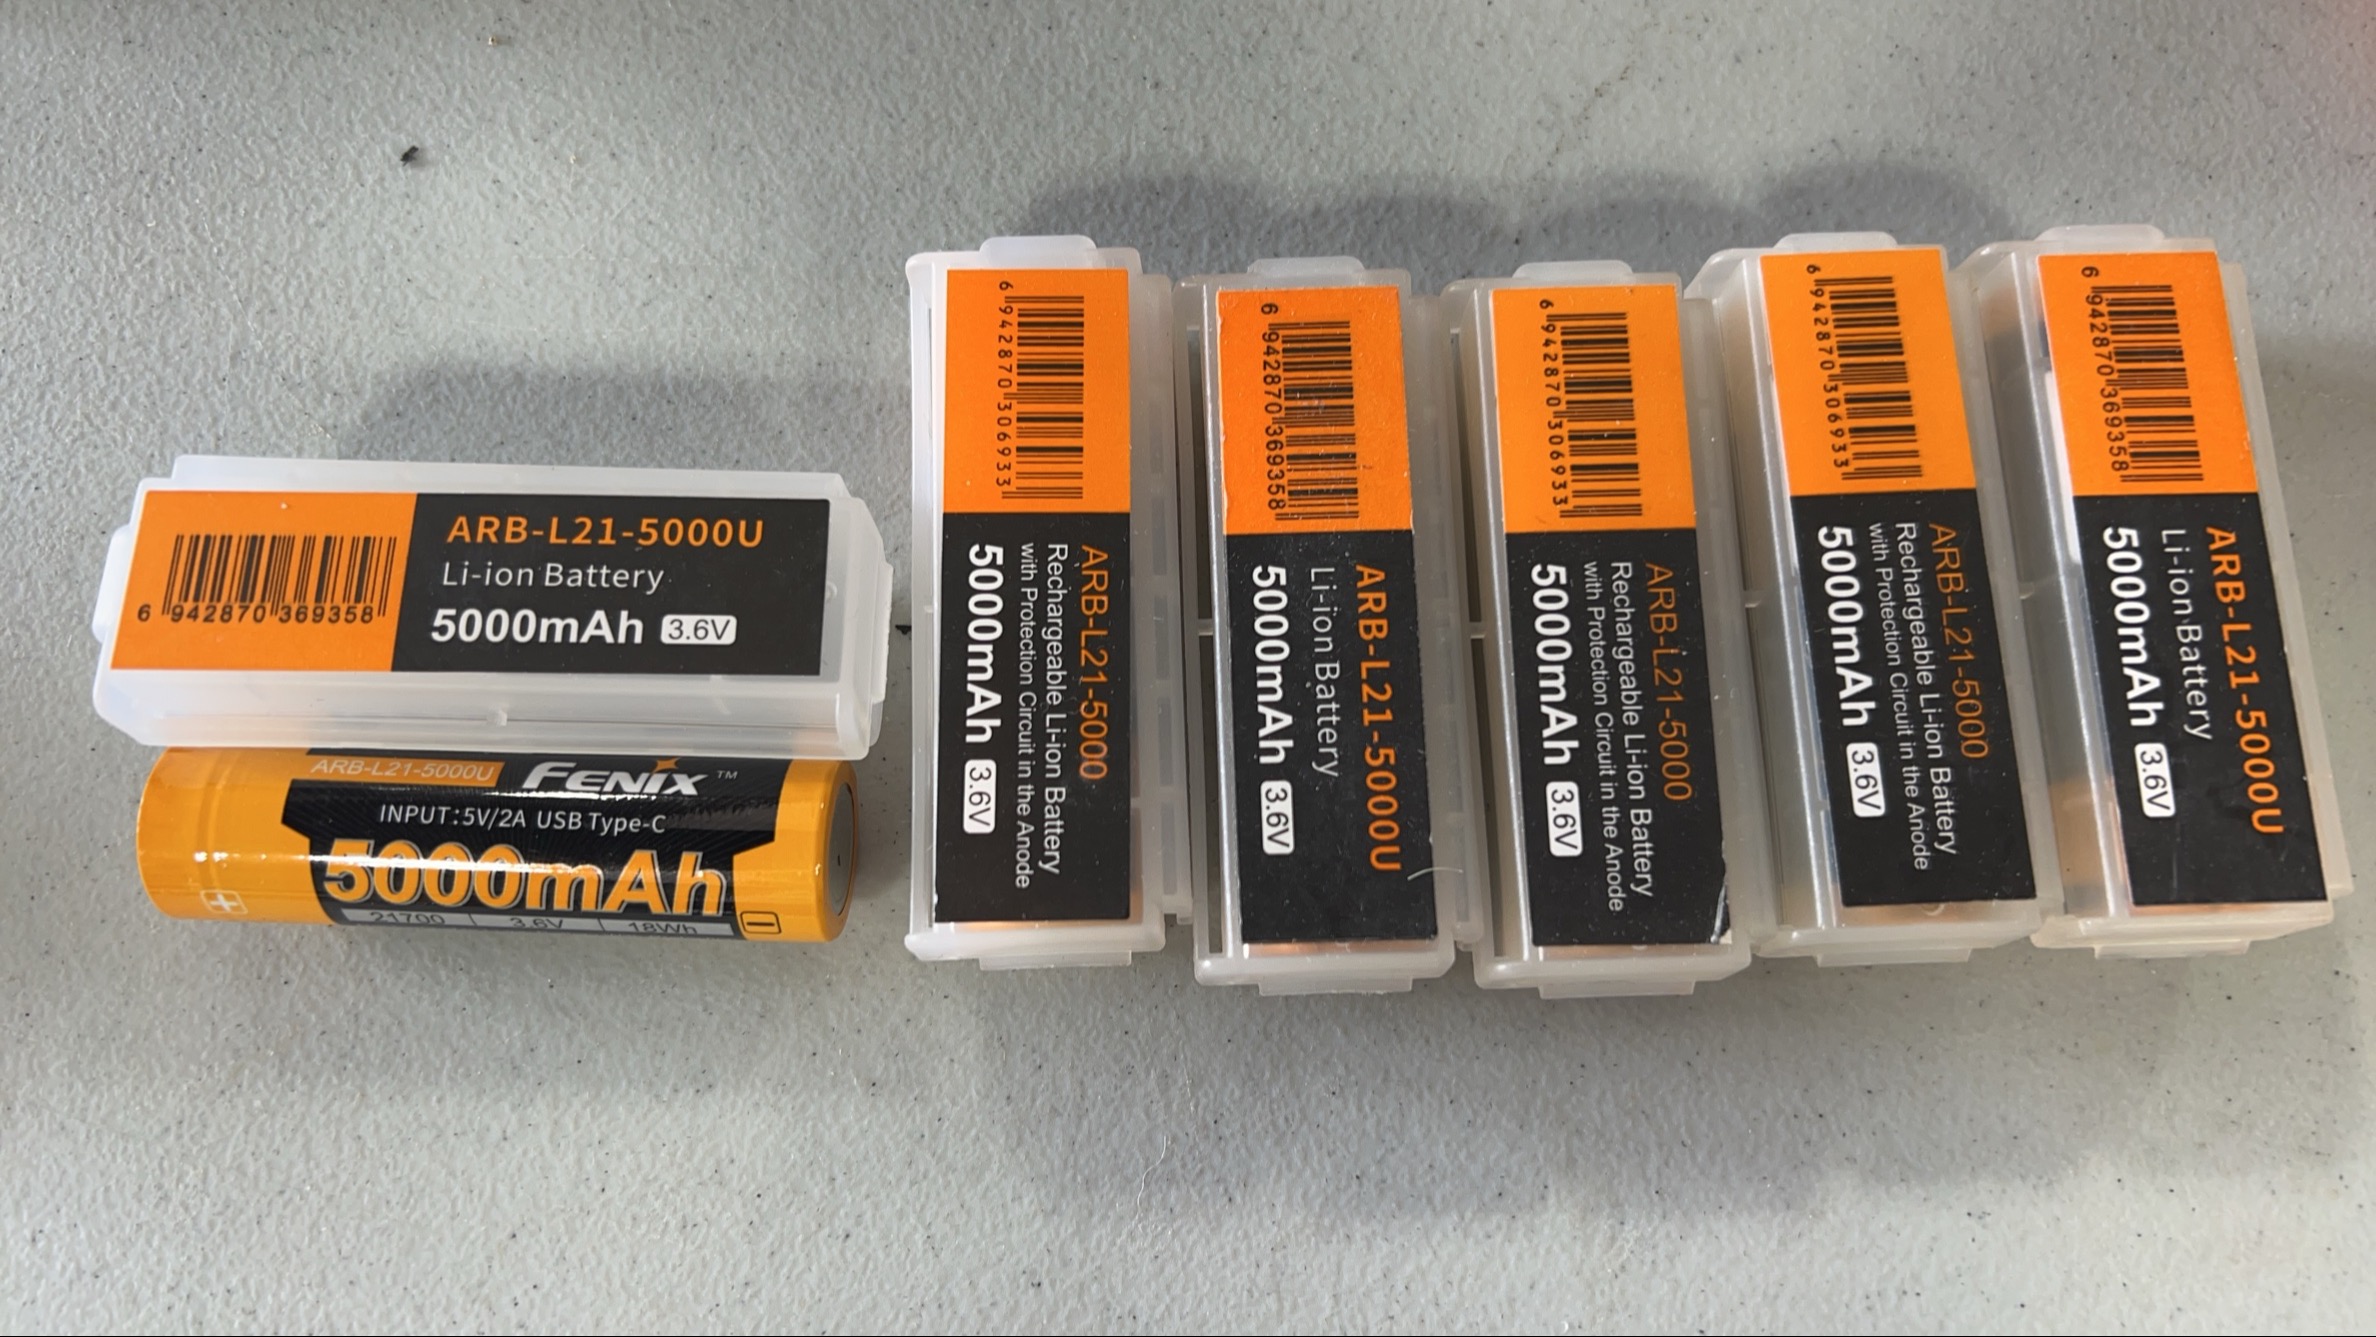 ARB-L21-5000U
Li-ion Battery
5000mAh 3.6V
6 942870 369358
ARB-L21-5000U FENIX™
INPUT:5V/2A USB Type-C
5000mAh
+ 21700 3.6V 18Wh −
6 942870 306933
ARB-L21-5000
Rechargeable Li-ion Battery
with Protection Circuit in the Anode
5000mAh 3.6V
6 942870 369358
ARB-L21-5000U
Li-ion Battery
5000mAh 3.6V
6 942870 306933
ARB-L21-5000
Rechargeable Li-ion Battery
with Protection Circuit in the Anode
5000mAh 3.6V
6 942870 306933
ARB-L21-5000
Rechargeable Li-ion Battery
with Protection Circuit in the Anode
5000mAh 3.6V
6 942870 369358
ARB-L21-5000U
Li-ion Battery
5000mAh 3.6V